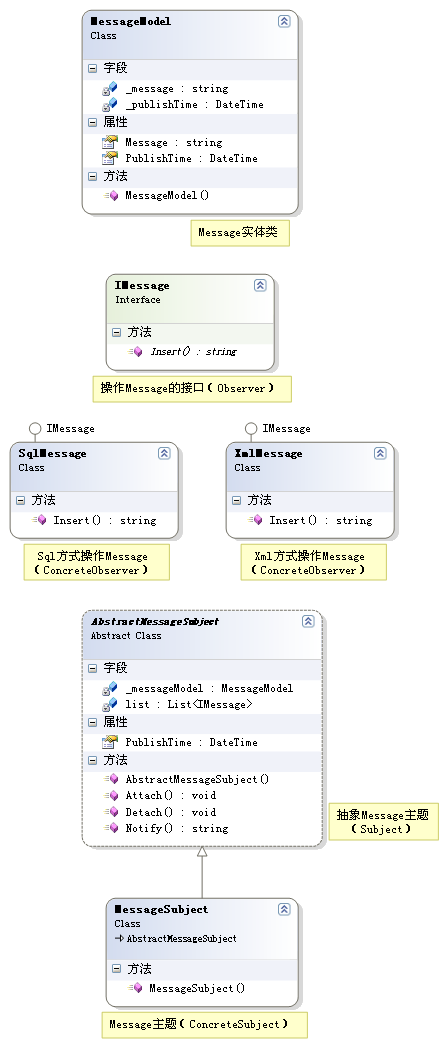 MessageModel
Class
字段
_message : string
_publishTime : DateTime
属性
Message : string
PublishTime : DateTime
方法
MessageModel()
Message实体类
IMessage
Interface
方法
Insert() : string
操作Message的接口(Observer)
IMessage
SqlMessage
Class
方法
Insert() : string
Sql方式操作Message
(ConcreteObserver)
IMessage
XmlMessage
Class
方法
Insert() : string
Xml方式操作Message
(ConcreteObserver)
AbstractMessageSubject
Abstract Class
字段
_messageModel : MessageModel
list : List<IMessage>
属性
PublishTime : DateTime
方法
AbstractMessageSubject()
Attach() : void
Detach() : void
Notify() : string
抽象Message主题
(Subject)
MessageSubject
Class
AbstractMessageSubject
方法
MessageSubject()
Message主题(ConcreteSubject)